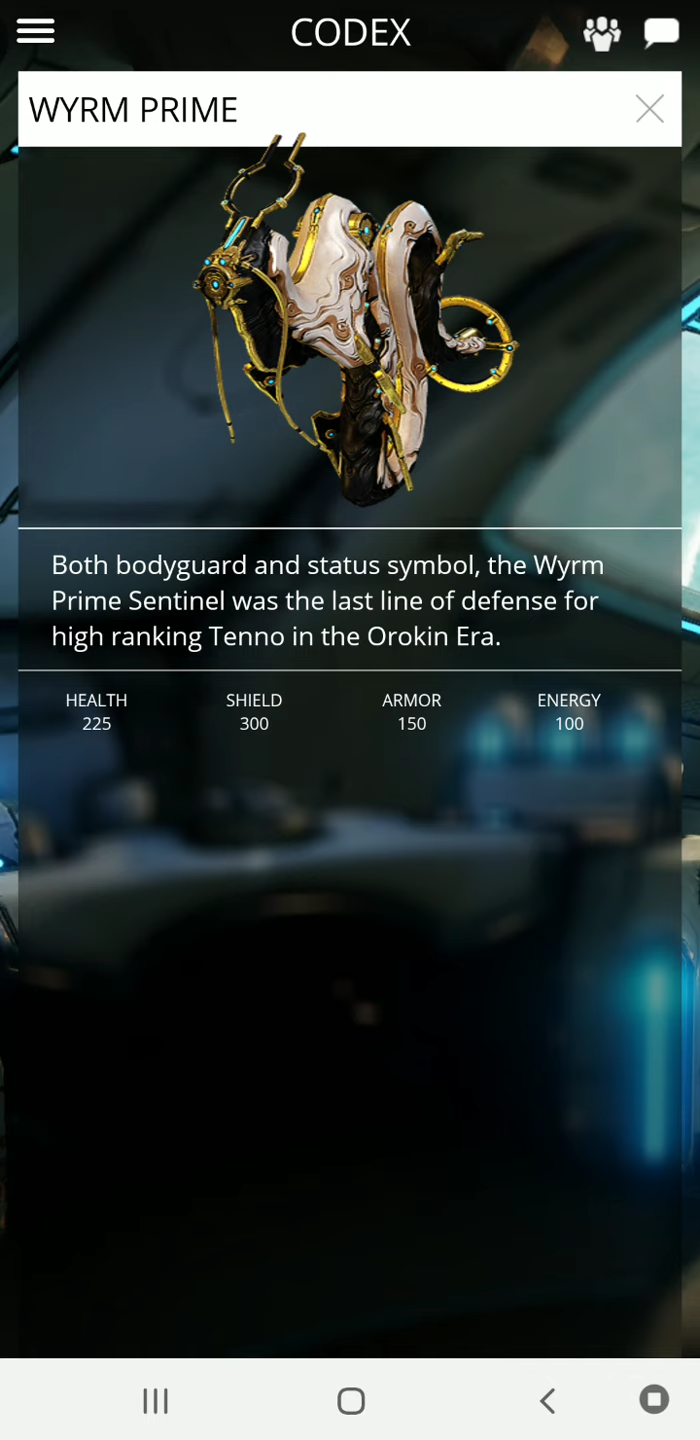 CODEX
WYRM PRIME
Both bodyguard and status symbol, the Wyrm
Prime Sentinel was the last line of defense for
high ranking Tenno in the Orokin Era.
HEALTH SHIELD ARMOR ENERGY
225 300 150 100